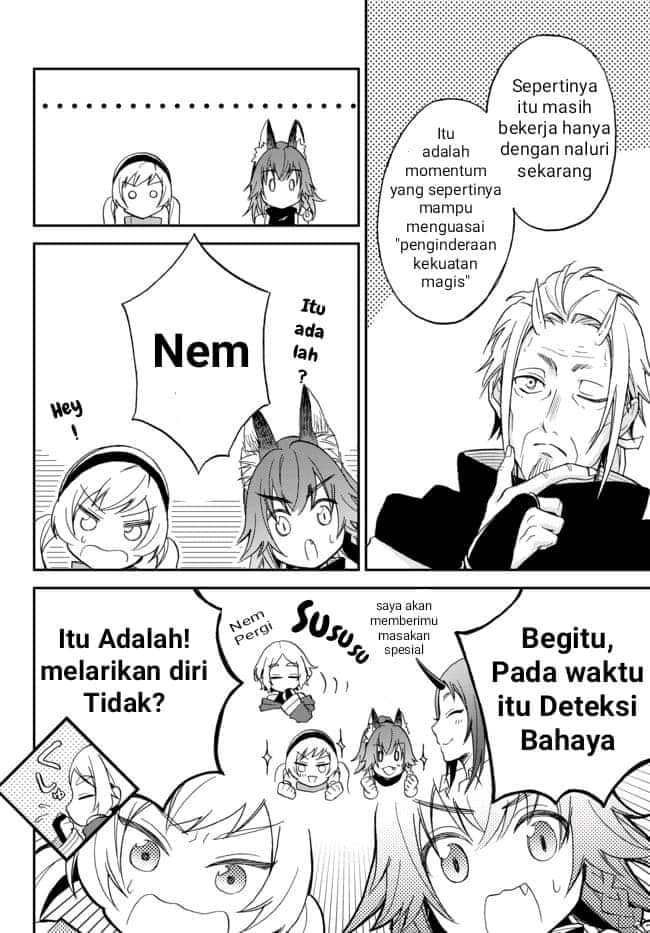 Sepertinya
itu masih
bekerja hanya
dengan naluri
sekarang
Itu
adalah
momentum
yang sepertinya
mampu
menguasai
"penginderaan
kekuatan
magis"
Itu
ada
lah
?
Nem
Hey
!
Begitu,
Pada waktu
itu Deteksi
Bahaya
saya akan
memberimu
masakan
spesial
SUSUSUSU
Nem
Pergi
Itu Adalah!
melarikan diri
Tidak?